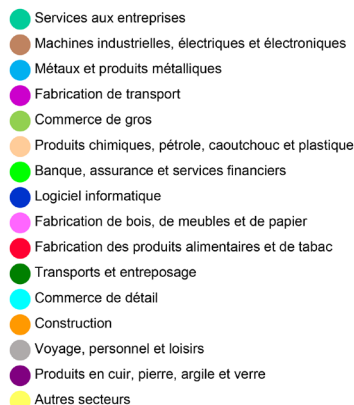 Services aux entreprises
Machines industrielles, électriques et électroniques
Métaux et produits métalliques
Fabrication de transport
Commerce de gros
Produits chimiques, pétrole, caoutchouc et plastique
Banque, assurance et services financiers
Logiciel informatique
Fabrication de bois, de meubles et de papier
Fabrication des produits alimentaires et de tabac
Transports et entreposage
Commerce de détail
Construction
Voyage, personnel et loisirs
Produits en cuir, pierre, argile et verre
Autres secteurs